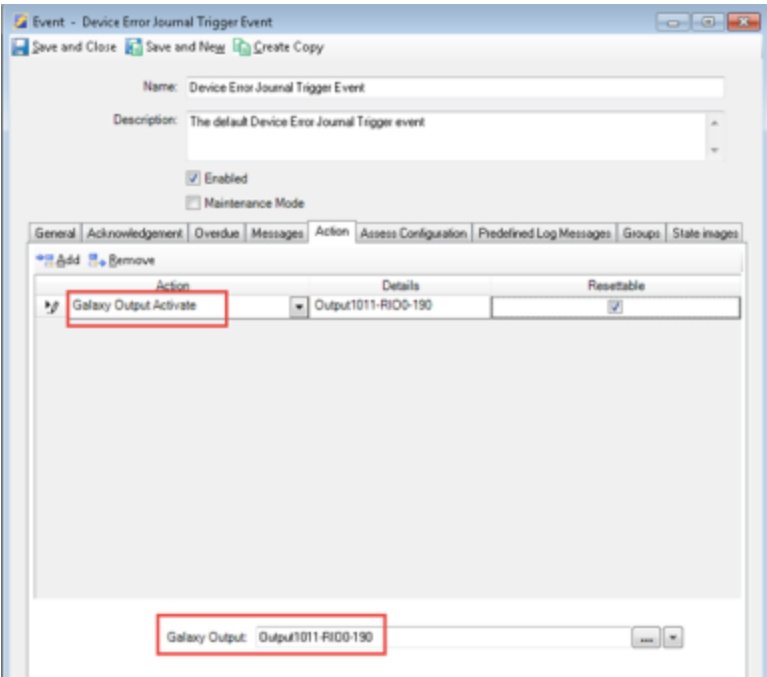 Event - Device Error Journal Trigger Event
Save and Close Save and New Create Copy
Name: Device Error Journal Trigger Event
Description: The default Device Error Journal Trigger event
Enabled
Maintenance Mode
General Acknowledgement Overdue Messages Action Assess Configuration Predefined Log Messages Groups State images
Add Remove
Action Details Resettable
Galaxy Output Activate Output1011-RIO0-190
Galaxy Output: Output1011-RIO0-190 ...